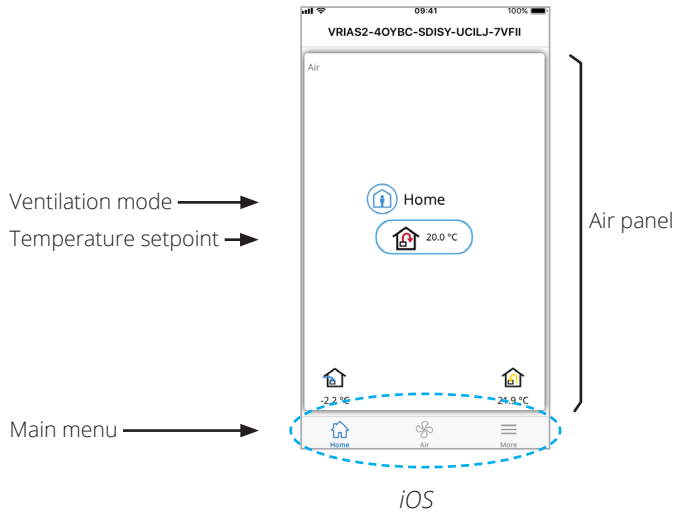 09:41
100%
VRIAS2-4OYBC-SDISY-UCILJ-7VFII
Air
Ventilation mode
Home
Air panel
Temperature setpoint
20.0 °C
-2.2 °C
21.9 °C
Main menu
Home
Air
More
iOS